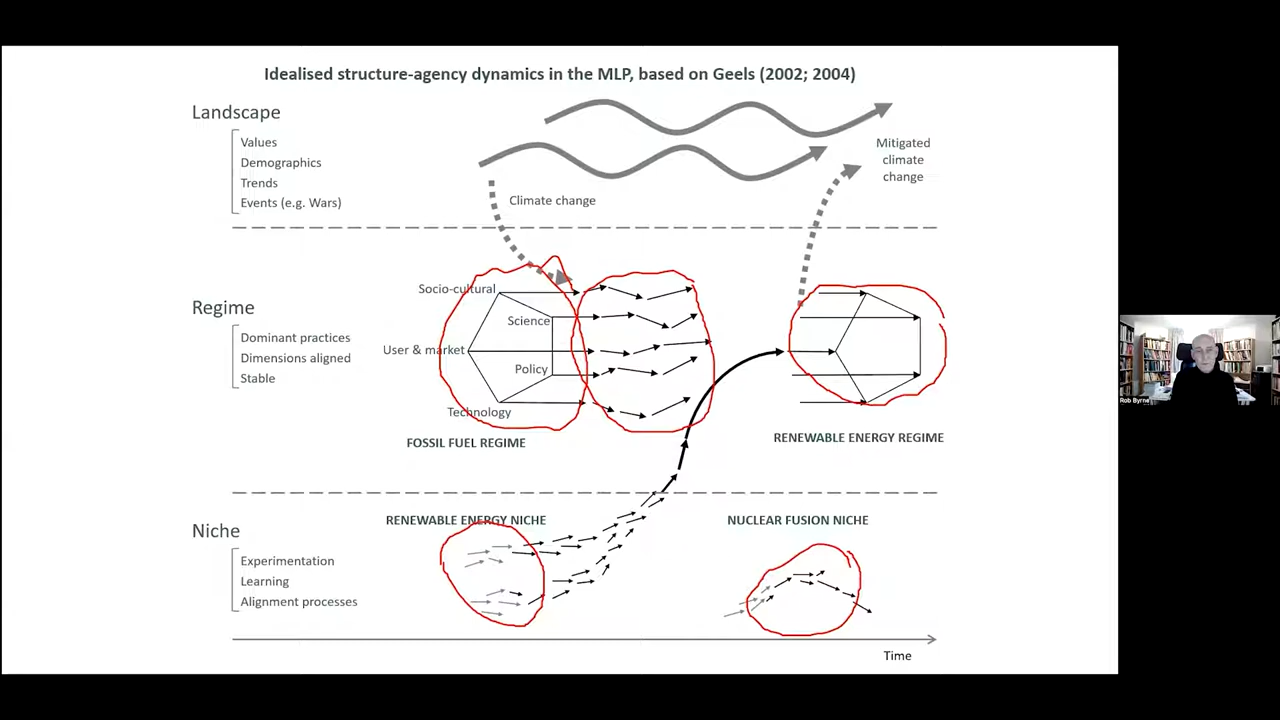 Idealised structure-agency dynamics in the MLP, based on Geels (2002; 2004)
Landscape
Values
Demographics
Trends
Events (e.g. Wars)
Climate change
Mitigated
climate
change
Regime
Dominant practices
Dimensions aligned
Stable
Socio-cultural
Science
User & market
Policy
Technology
FOSSIL FUEL REGIME
RENEWABLE ENERGY REGIME
Niche
Experimentation
Learning
Alignment processes
RENEWABLE ENERGY NICHE
NUCLEAR FUSION NICHE
Time
Rob Byrne